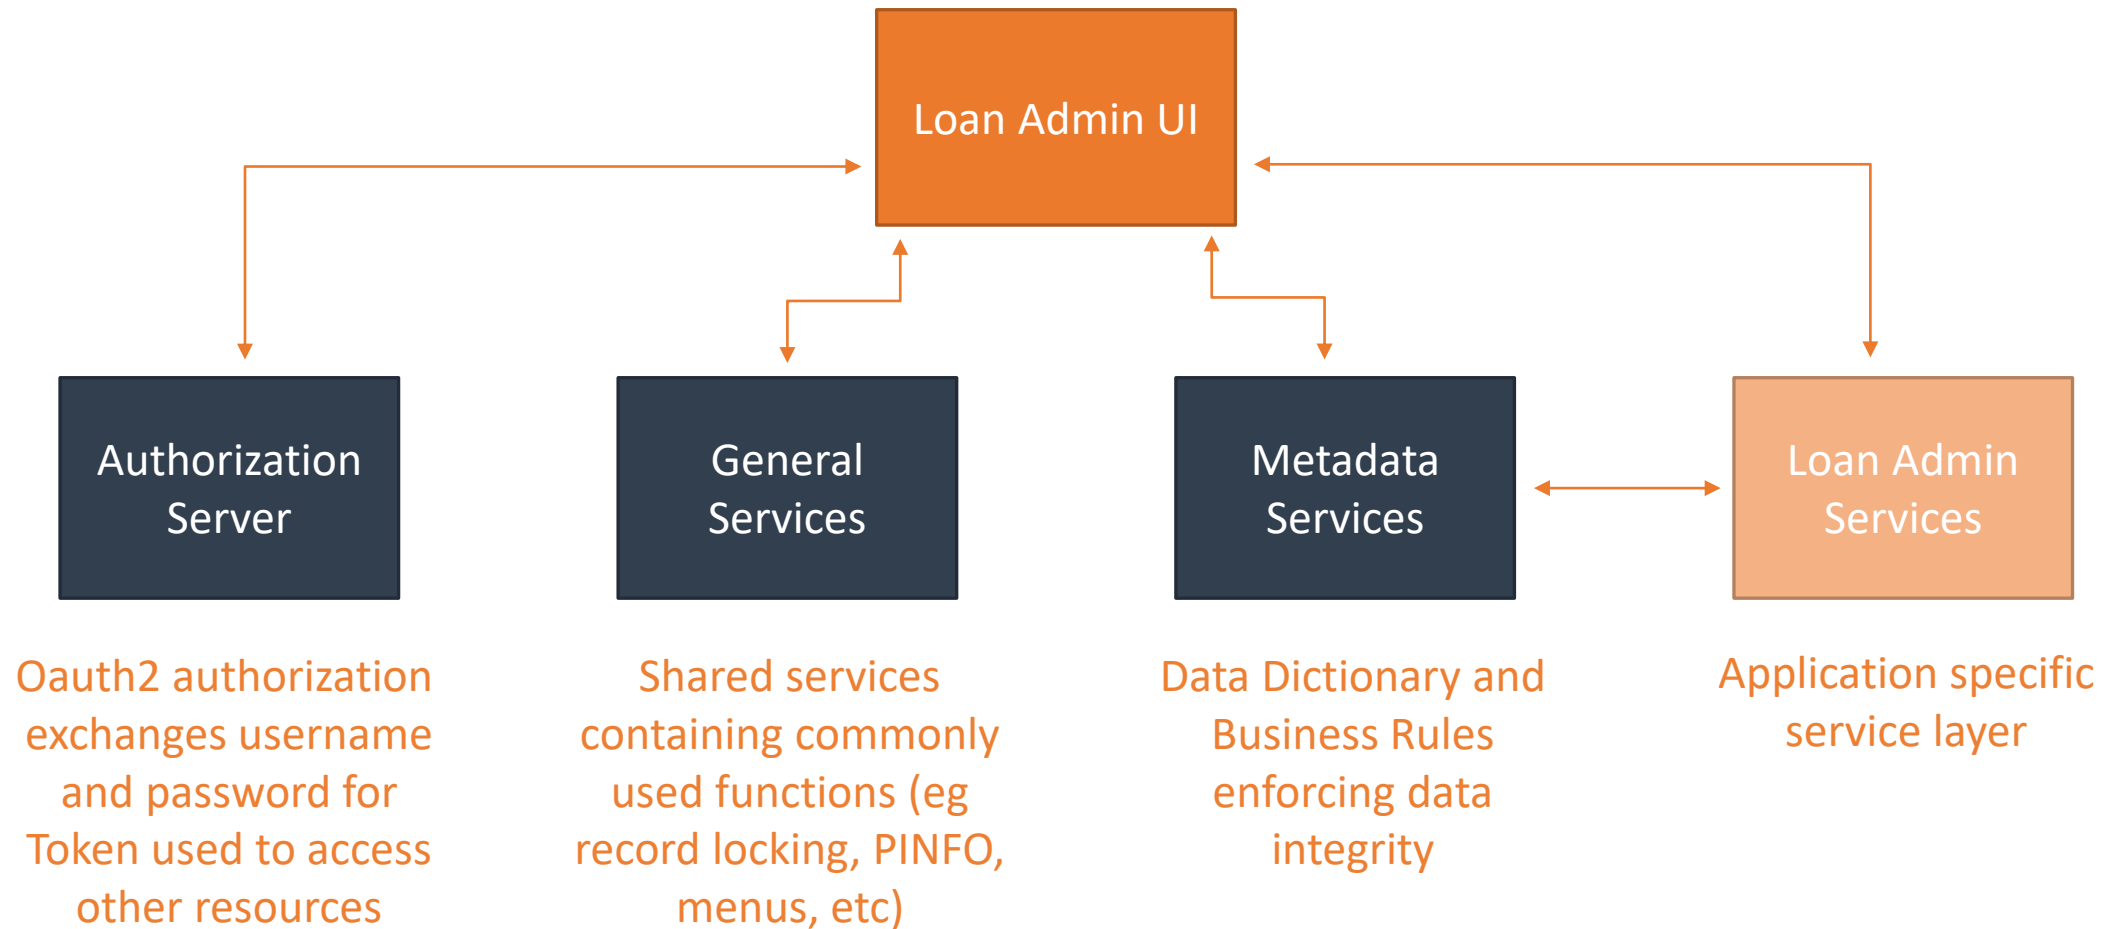 Loan Admin UI
Authorization
Server
General
Services
Metadata
Services
Loan Admin
Services
Oauth2 authorization
exchanges username
and password for
Token used to access
other resources
Shared services
containing commonly
used functions (eg
record locking, PINFO,
menus, etc)
Data Dictionary and
Business Rules
enforcing data
integrity
Application specific
service layer